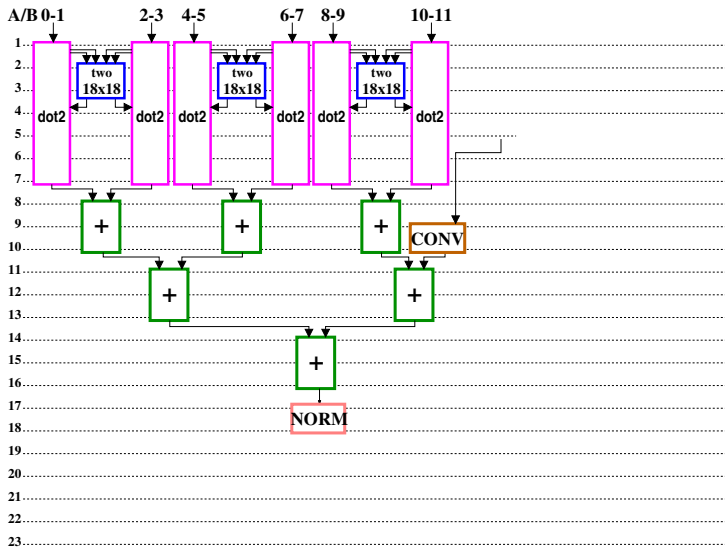 A/B 0-1 2-3 4-5 6-7 8-9 10-11
1
2 two two two
3 18x18 18x18 18x18
4 dot2 dot2 dot2 dot2 dot2 dot2
5
6
7
8
9 + + +
CONV
10
11
12 + + 
13
14
15 +
16
17
NORM
18
19
20
21
22
23